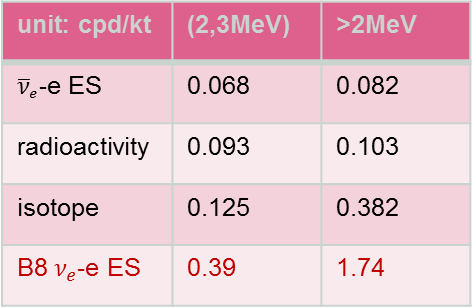 unit: cpd/kt (2,3MeV) >2MeV
ν̅ₑ-e ES 0.068 0.082
radioactivity 0.093 0.103
isotope 0.125 0.382
B8 νₑ-e ES 0.39 1.74